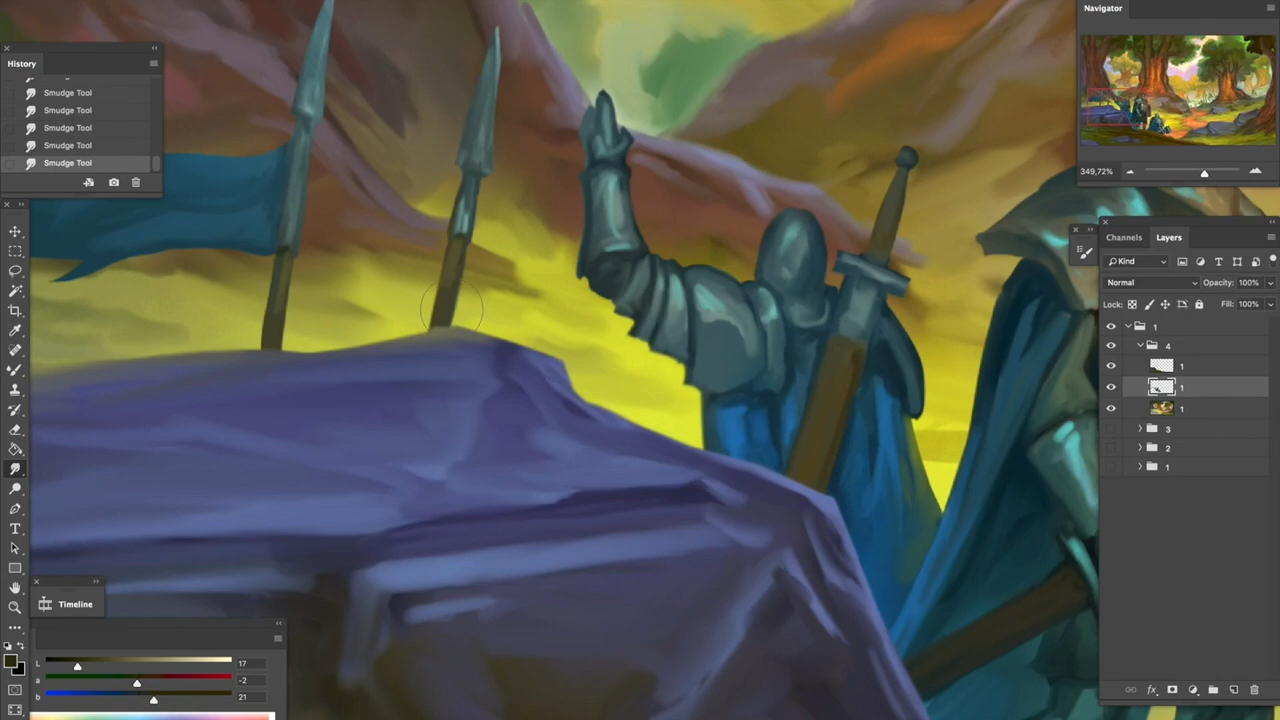 History
Smudge Tool
Smudge Tool
Smudge Tool
Smudge Tool
Smudge Tool
Navigator
349,72%
Channels
Layers
Kind
Normal
Opacity: 100%
Lock:
Fill: 100%
1
4
1
1
1
3
2
1
Timeline
L
17
a
-2
b
21
T
T
fx